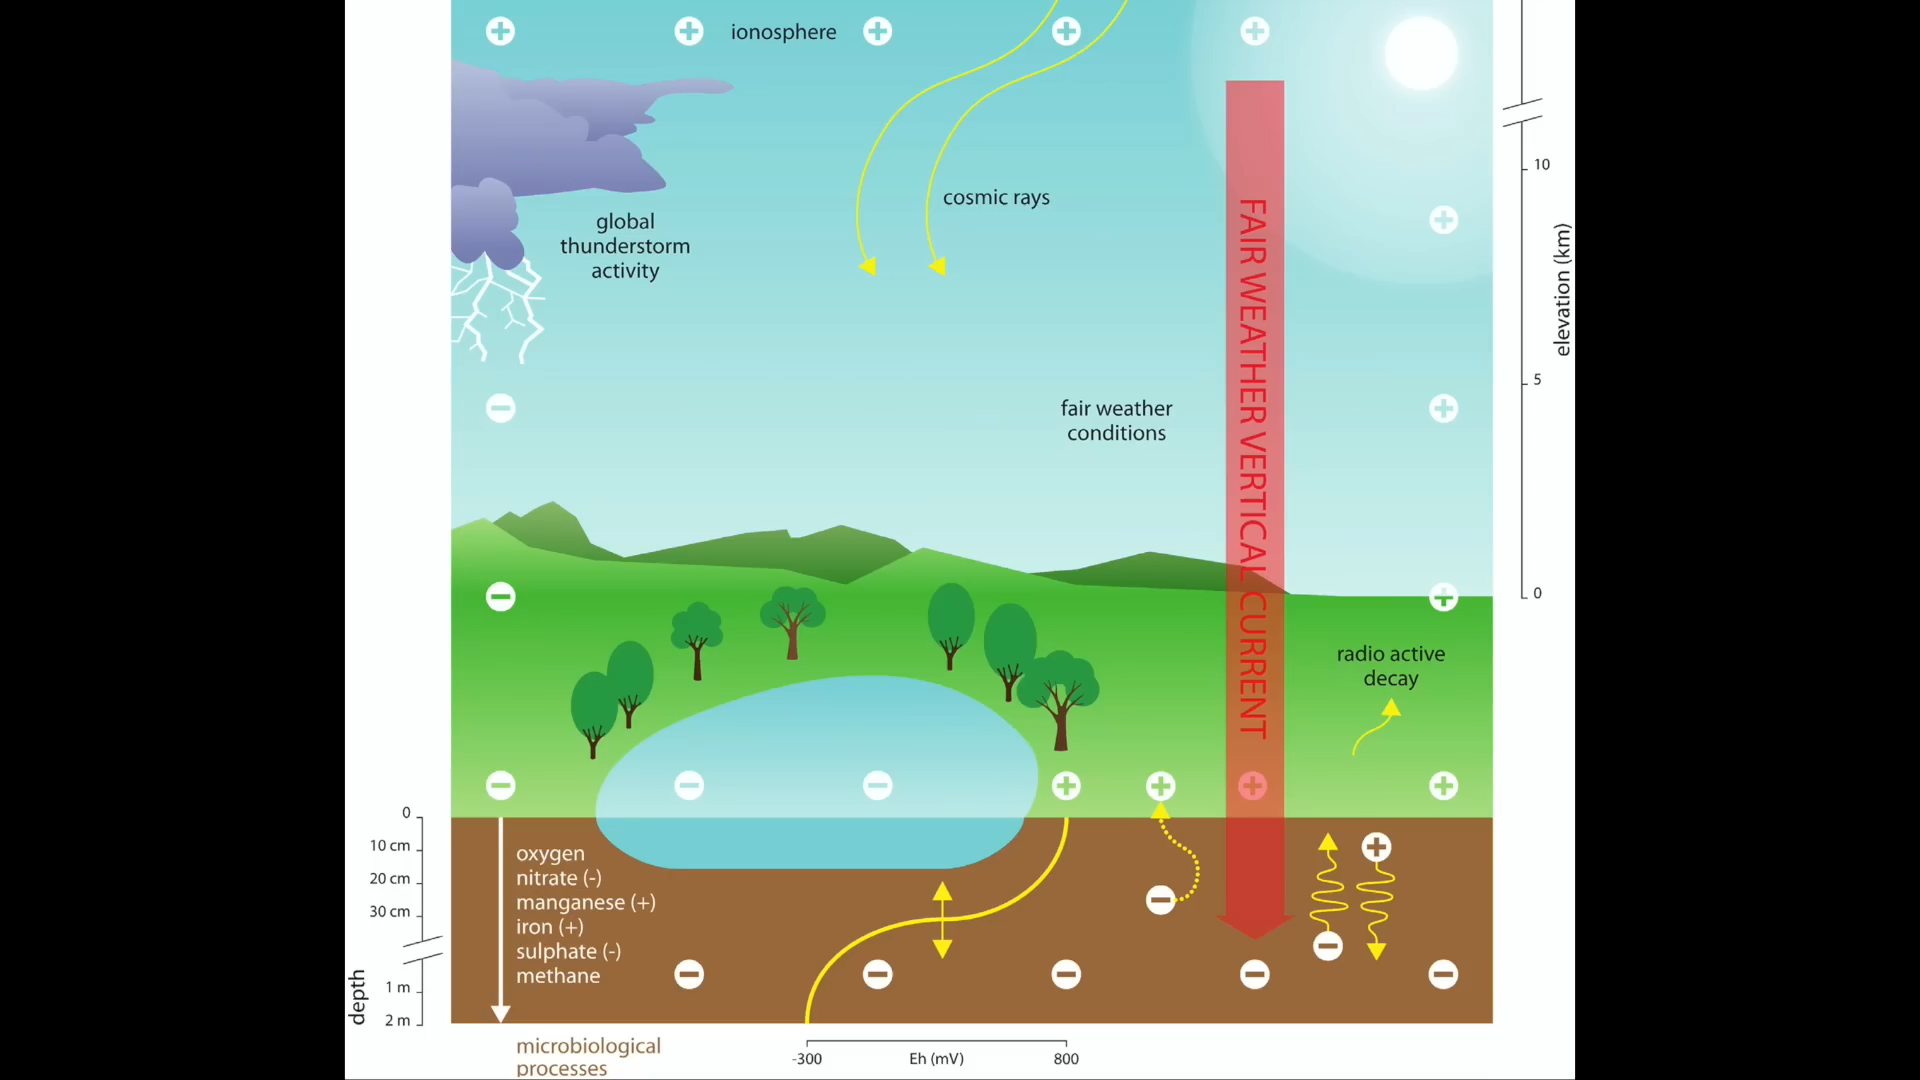 ionosphere
cosmic rays
global
thunderstorm
activity
fair weather
conditions
FAIR WEATHER VERTICAL CURRENT
10
5
0
elevation (km)
radio active
decay
0
10 cm
20 cm
30 cm
1 m
2 m
depth
oxygen
nitrate (-)
manganese (+)
iron (+)
sulphate (-)
methane
microbiological
processes
-300
Eh (mV)
800